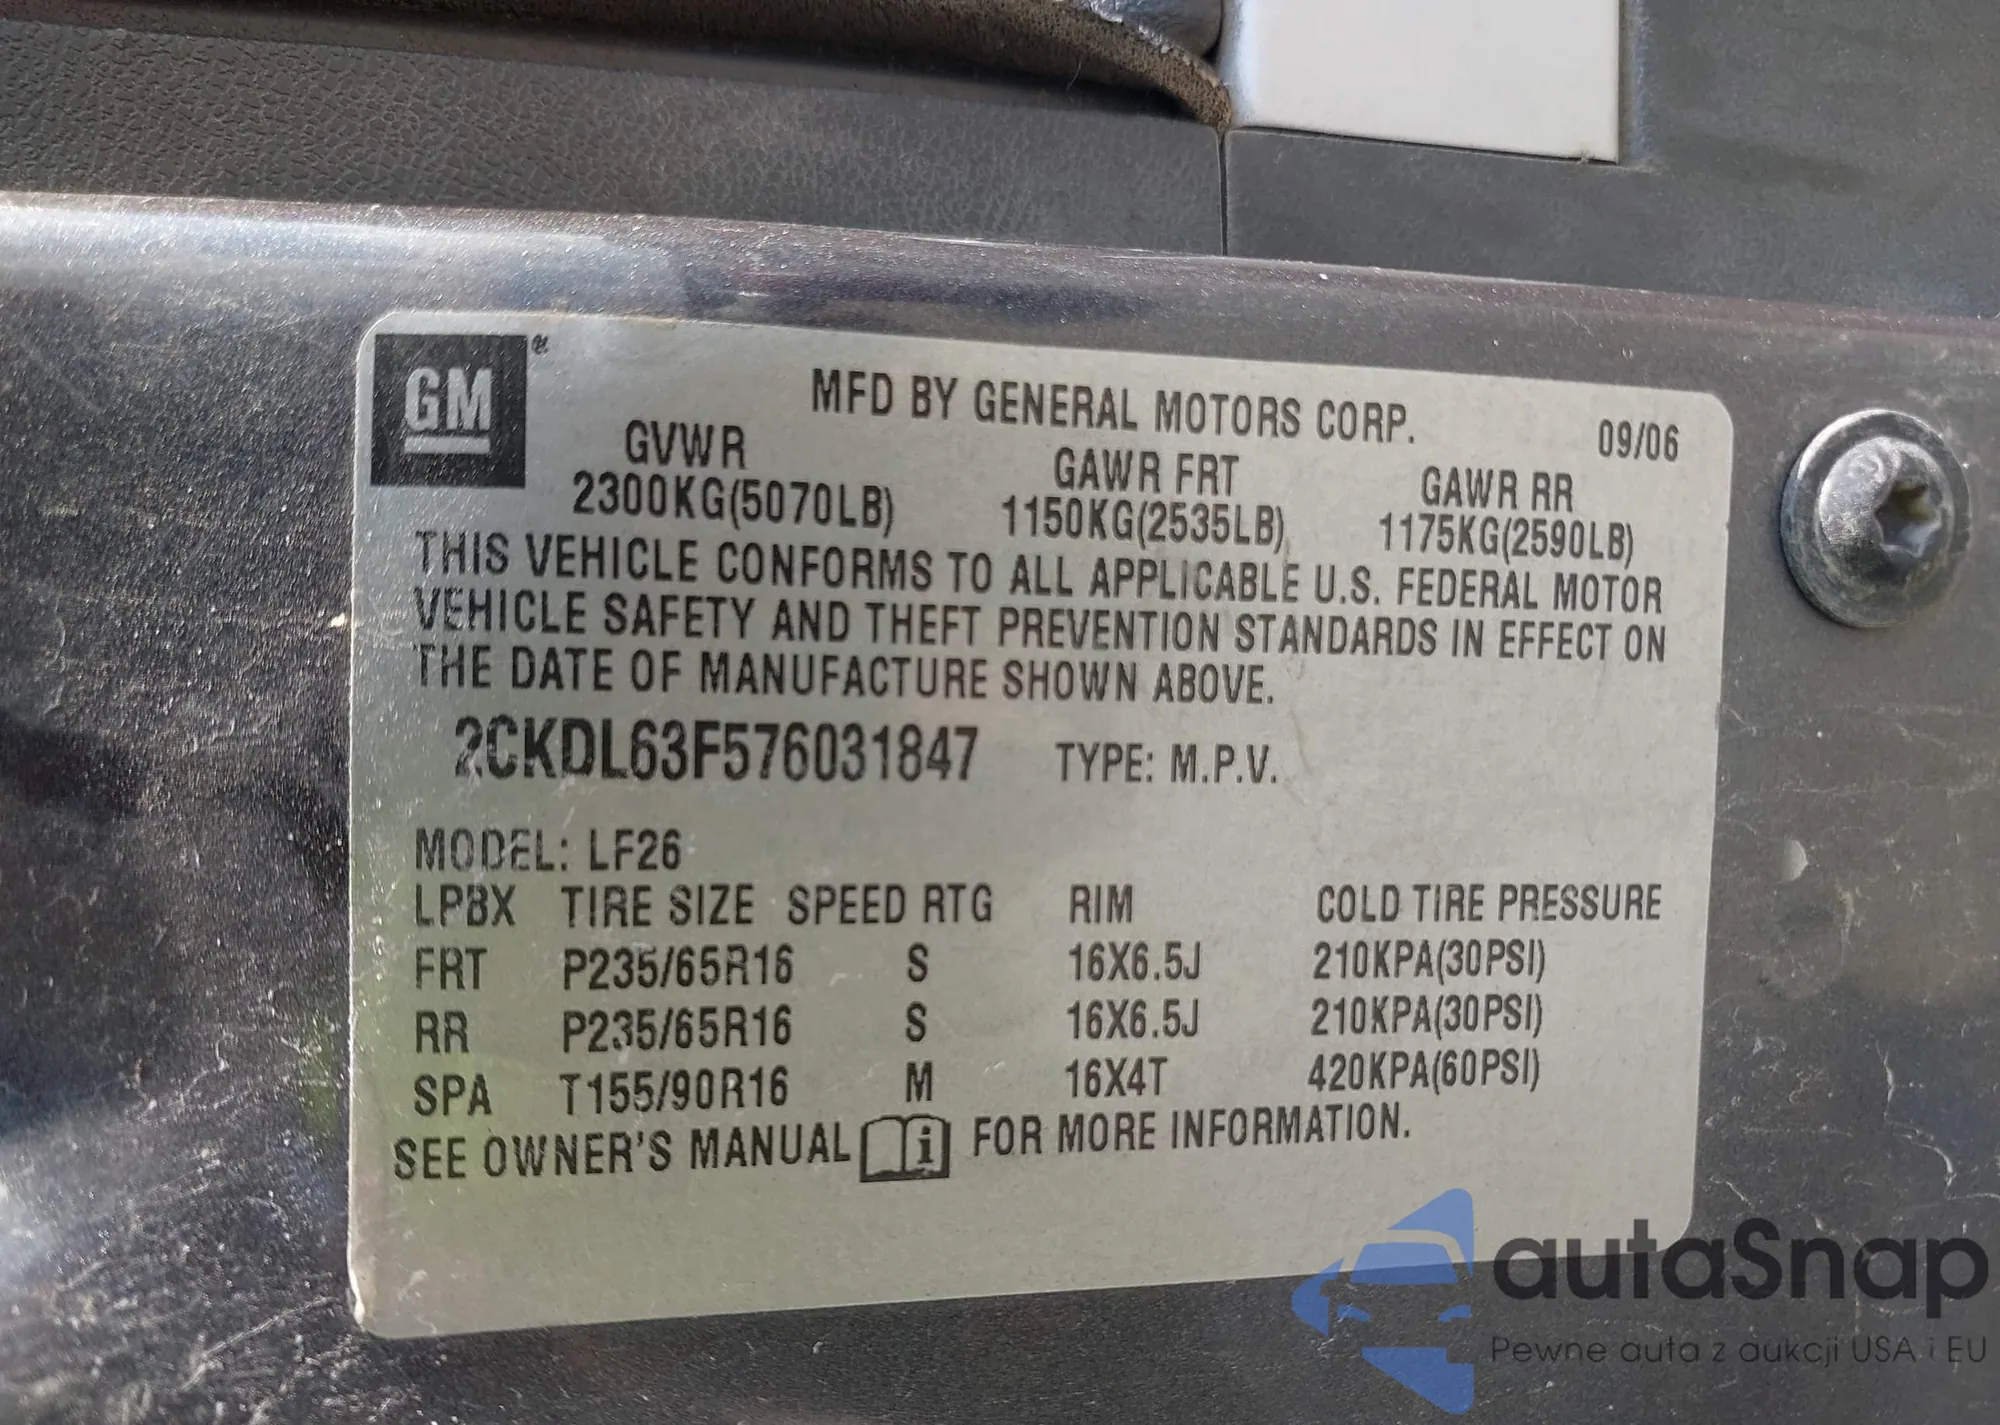 GM®
MFD BY GENERAL MOTORS CORP.
09/06
GVWR GAWR FRT GAWR RR
2300KG(5070LB) 1150KG(2535LB) 1175KG(2590LB)
THIS VEHICLE CONFORMS TO ALL APPLICABLE U.S. FEDERAL MOTOR
VEHICLE SAFETY AND THEFT PREVENTION STANDARDS IN EFFECT ON
THE DATE OF MANUFACTURE SHOWN ABOVE.
2CKDL63F576031847 TYPE: M.P.V.
MODEL: LF26
LPBX TIRE SIZE SPEED RTG RIM COLD TIRE PRESSURE
FRT P235/65R16 S 16X6.5J 210KPA(30PSI)
RR P235/65R16 S 16X6.5J 210KPA(30PSI)
SPA T155/90R16 M 16X4T 420KPA(60PSI)
SEE OWNER'S MANUAL i FOR MORE INFORMATION.
autaSnap
Pewne auta z aukcji USA i EU